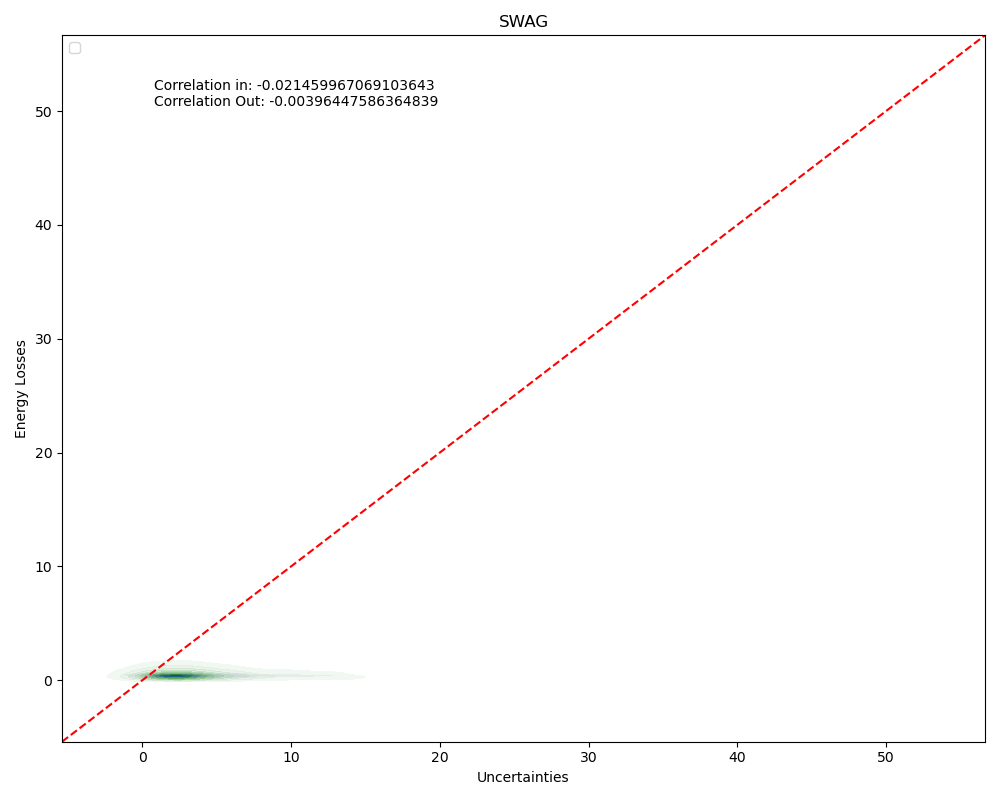 SWAG
Correlation in: -0.021459967069103643
Correlation Out: -0.00396447586364839
50
40
30
20
10
0
Energy Losses
0 10 20 30 40 50
Uncertainties